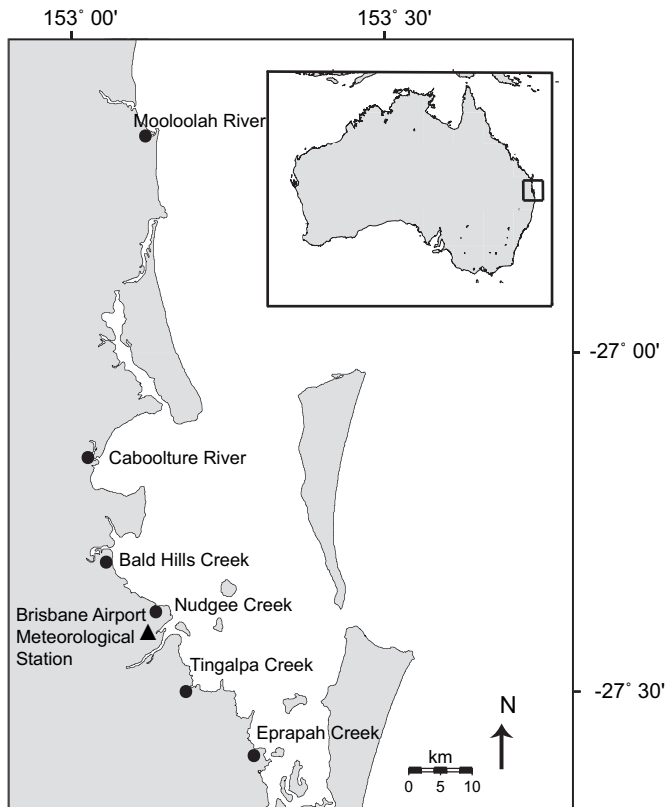 153˚ 00'
153˚ 30'
Mooloolah River
-27˚ 00'
Caboolture River
Bald Hills Creek
Nudgee Creek
Brisbane Airport
Meteorological
Station
Tingalpa Creek
-27˚ 30'
Eprapah Creek
N
km
0 5 10